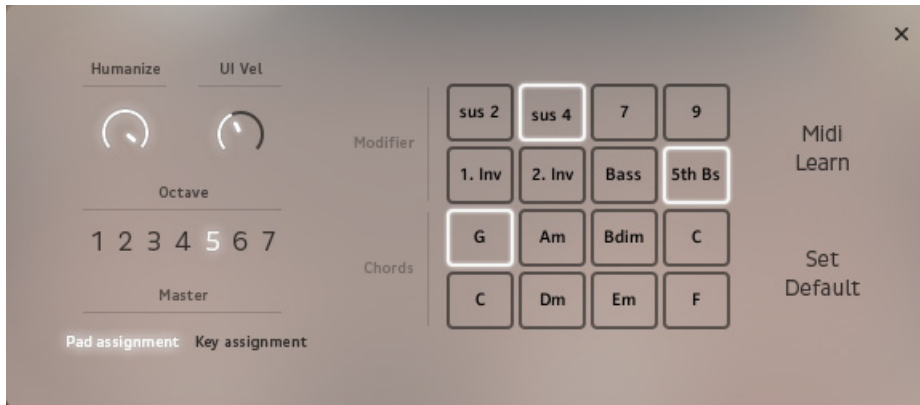 ×
Humanize UI Vel
Octave
1 2 3 4 5 6 7
Master
Pad assignment Key assignment
Modifier
sus 2 sus 4 7 9
1. Inv 2. Inv Bass 5th Bs
Chords
G Am Bdim C
C Dm Em F
Midi
Learn
Set
Default